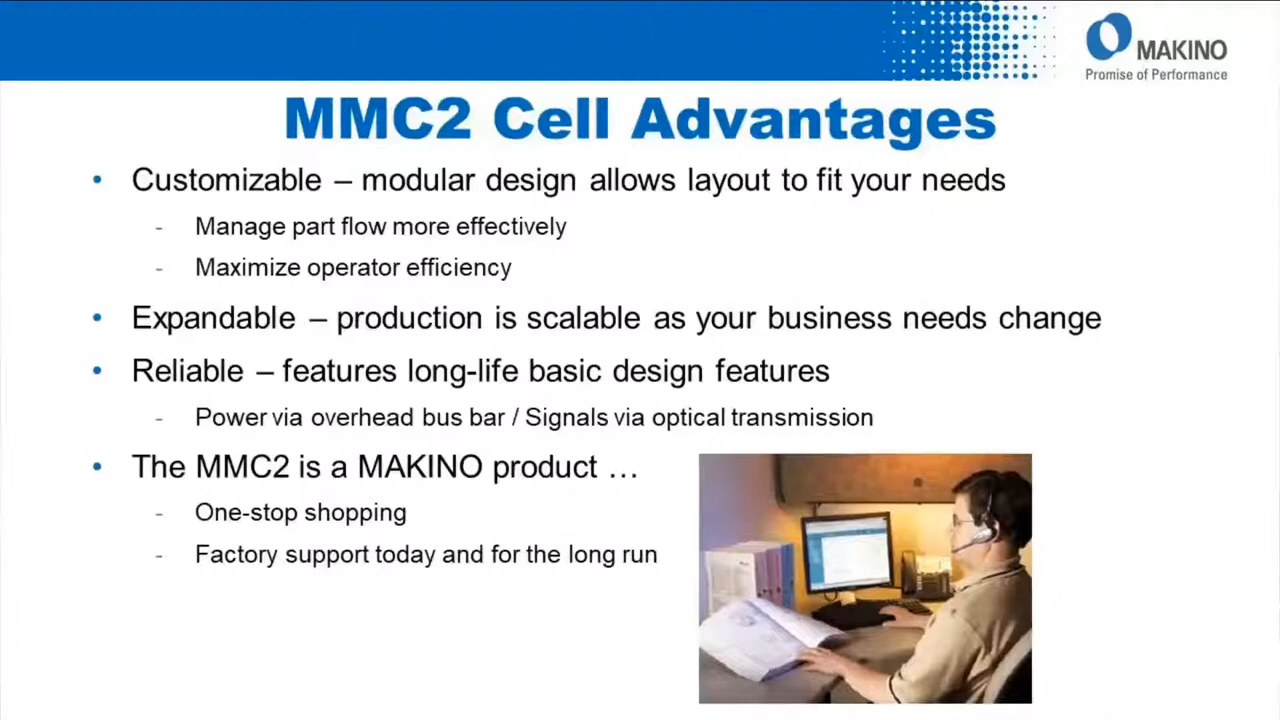 MAKINO
Promise of Performance
MMC2 Cell Advantages
• Customizable – modular design allows layout to fit your needs
- Manage part flow more effectively
- Maximize operator efficiency
• Expandable – production is scalable as your business needs change
• Reliable – features long-life basic design features
- Power via overhead bus bar / Signals via optical transmission
• The MMC2 is a MAKINO product …
- One-stop shopping
- Factory support today and for the long run